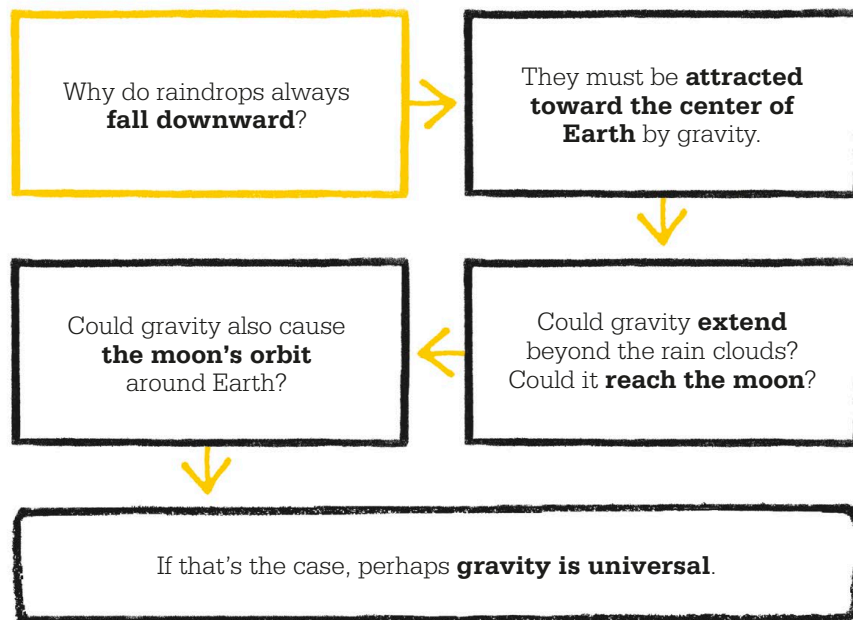 Why do raindrops always
fall downward?
They must be attracted
toward the center of
Earth by gravity.
Could gravity extend
beyond the rain clouds?
Could it reach the moon?
Could gravity also cause
the moon’s orbit
around Earth?
If that’s the case, perhaps gravity is universal.